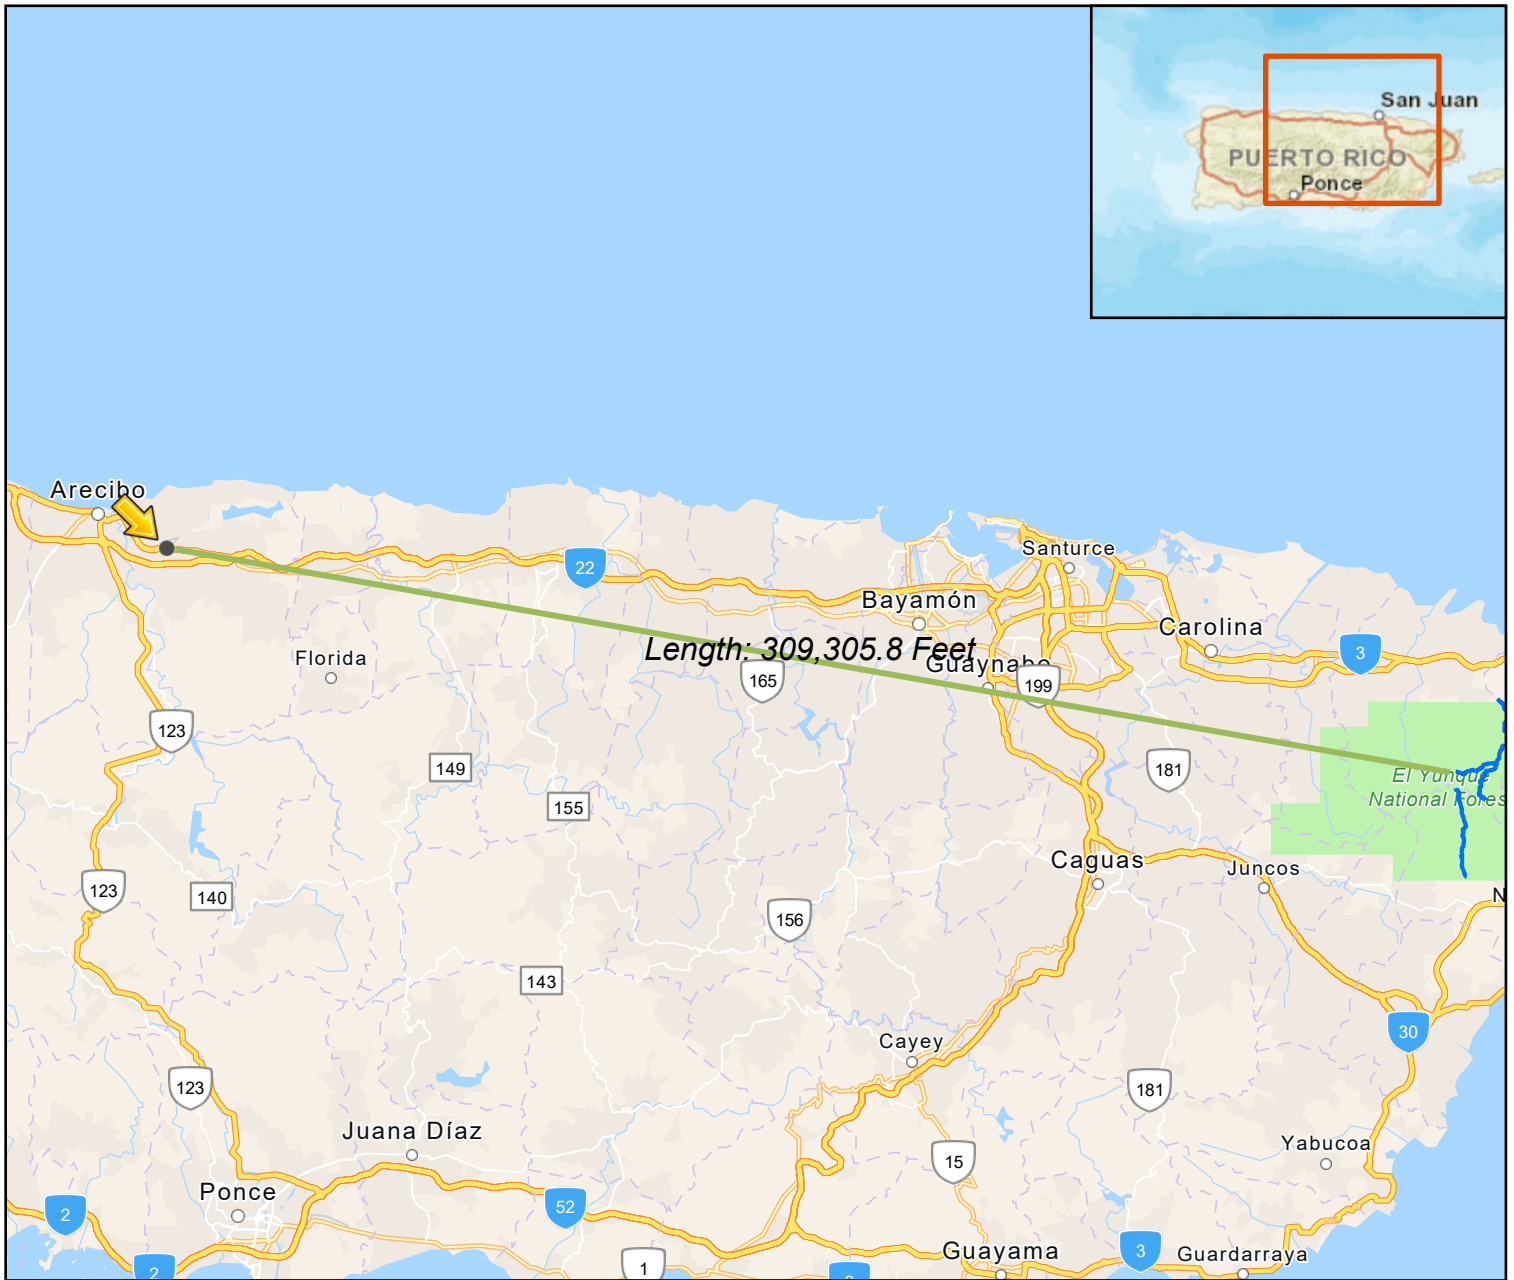 San Juan
PUERTO RICO
Ponce
Arecibo
Santurce
22
Bayamón
Carolina
Length: 309,305.8 Feet
Guaynabo
3
Florida
165
199
123
149
181
El Yunque
National Fores
155
Caguas
Juncos
123
140
N
156
143
30
Cayey
123
181
Juana Díaz
Yabucoa
15
Ponce
52
2
Guayama
3
Guardarraya
1
2